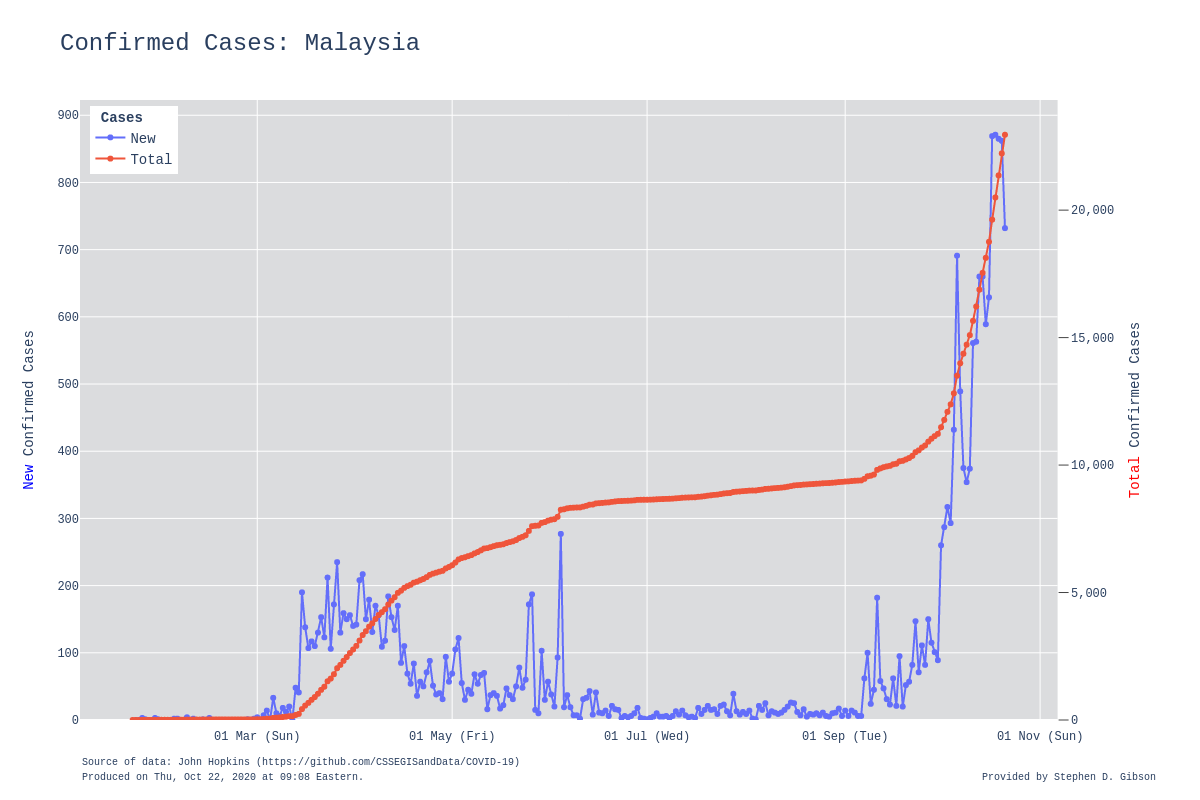 Confirmed Cases: Malaysia
Cases
New
Total
900
800
700
600
500
400
300
200
100
0
20,000
15,000
10,000
5,000
0
New Confirmed Cases
Total Confirmed Cases
01 Mar (Sun)
01 May (Fri)
01 Jul (Wed)
01 Sep (Tue)
01 Nov (Sun)
Source of data: John Hopkins (https://github.com/CSSEGISandData/COVID-19)
Produced on Thu, Oct 22, 2020 at 09:08 Eastern.
Provided by Stephen D. Gibson